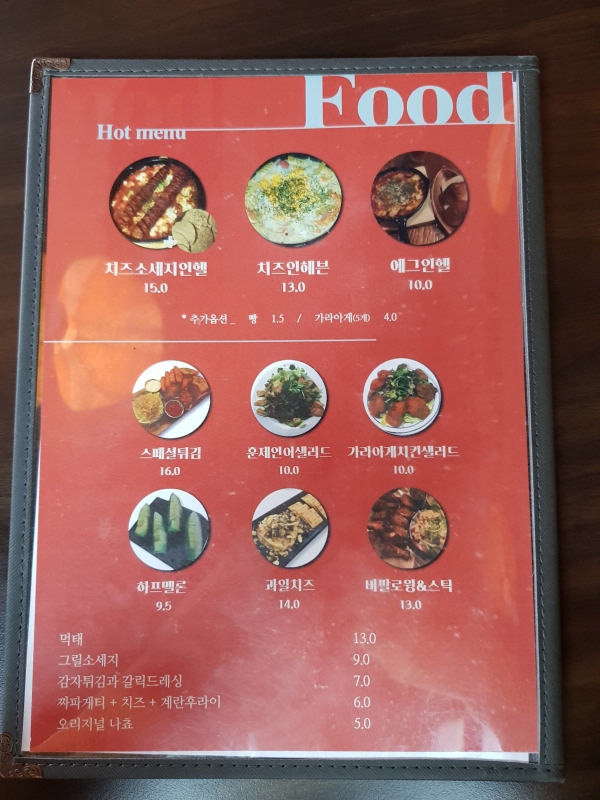 Food
Hot menu
치즈소세지인헬 치즈인헤븐 에그인헬
15.0 13.0 10.0
* 추가옵션_ 빵 1.5 / 가라아게(5개) 4.0
스페셜튀김 훈제연어샐러드 가라아게치킨샐러드
16.0 10.0 10.0
하프멜론 과일치즈 버팔로윙&스틱
9.5 14.0 13.0
먹태 13.0
그릴소세지 9.0
감자튀김과 갈릭드레싱 7.0
짜파게티 + 치즈 + 계란후라이 6.0
오리지널 나쵸 5.0